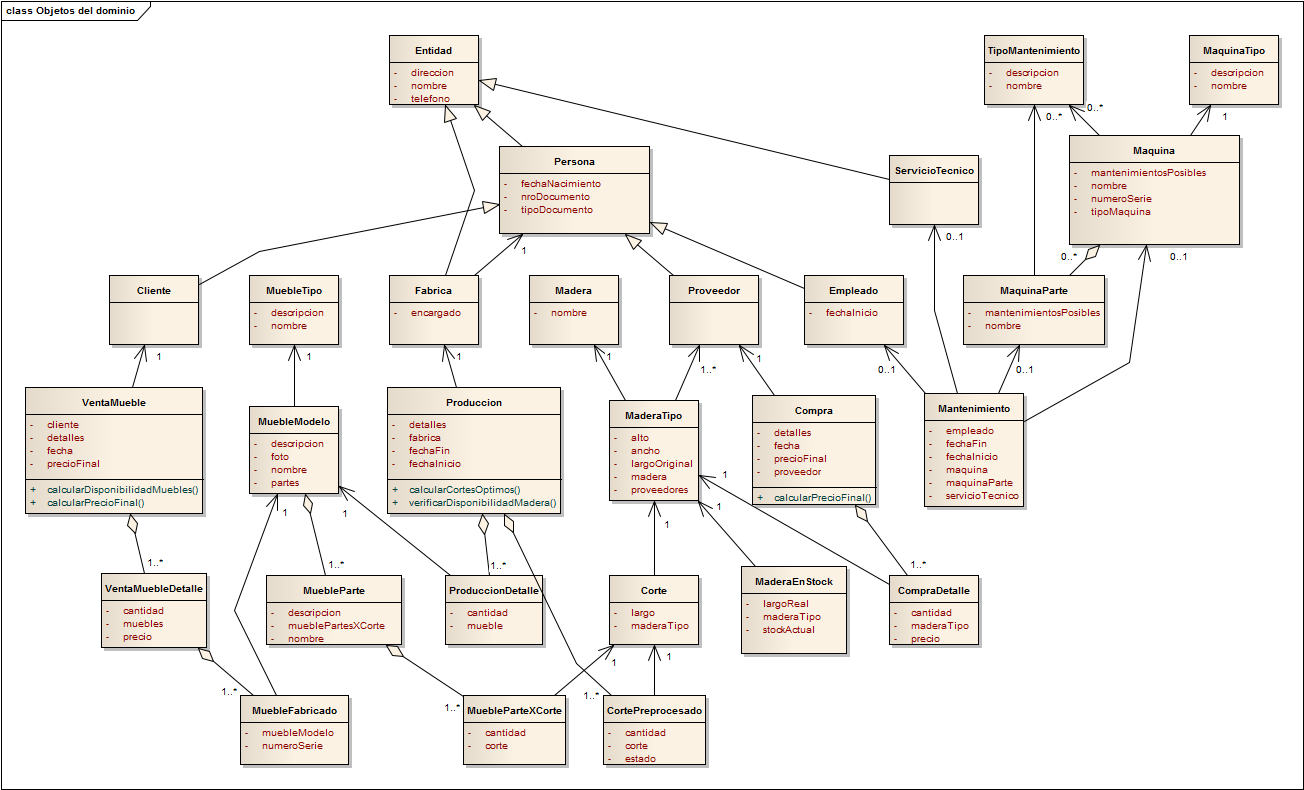 class Objetos del dominio
Entidad
- direccion
- nombre
- telefono
TipoMantenimiento
- descripcion
- nombre
MaquinaTipo
- descripcion
- nombre
0..*
0..*
1
Persona
- fechaNacimiento
- nroDocumento
- tipoDocumento
ServicioTecnico
Maquina
- mantenimientosPosibles
- nombre
- numeroSerie
- tipoMaquina
1
0..1
0..*
0..1
Cliente
MuebleTipo
- descripcion
- nombre
Fabrica
- encargado
Madera
- nombre
Proveedor
Empleado
- fechaInicio
MaquinaParte
- mantenimientosPosibles
- nombre
1
1
1
1
1..*
1
0..1
0..1
VentaMueble
- cliente
- detalles
- fecha
- precioFinal
+ calcularDisponibilidadMuebles()
+ calcularPrecioFinal()
MuebleModelo
- descripcion
- foto
- nombre
- partes
Produccion
- detalles
- fabrica
- fechaFin
- fechaInicio
+ calcularCortesOptimos()
+ verificarDisponibilidadMadera()
MaderaTipo
- alto
- ancho
- largoOriginal
- madera
- proveedores
Compra
- detalles
- fecha
- precioFinal
- proveedor
+ calcularPrecioFinal()
Mantenimiento
- empleado
- fechaFin
- fechaInicio
- maquina
- maquinaParte
- servicioTecnico
1
1
1
1
1
1..*
1..*
1..*
1..*
VentaMuebleDetalle
- cantidad
- muebles
- precio
MuebleParte
- descripcion
- mueblePartesXCorte
- nombre
ProduccionDetalle
- cantidad
- mueble
Corte
- largo
- maderaTipo
MaderaEnStock
- largoReal
- maderaTipo
- stockActual
CompraDetalle
- cantidad
- maderaTipo
- precio
1
1
1..*
1..*
1..*
MuebleFabricado
- muebleModelo
- numeroSerie
MuebleParteXCorte
- cantidad
- corte
CortePreprocesado
- cantidad
- corte
- estado